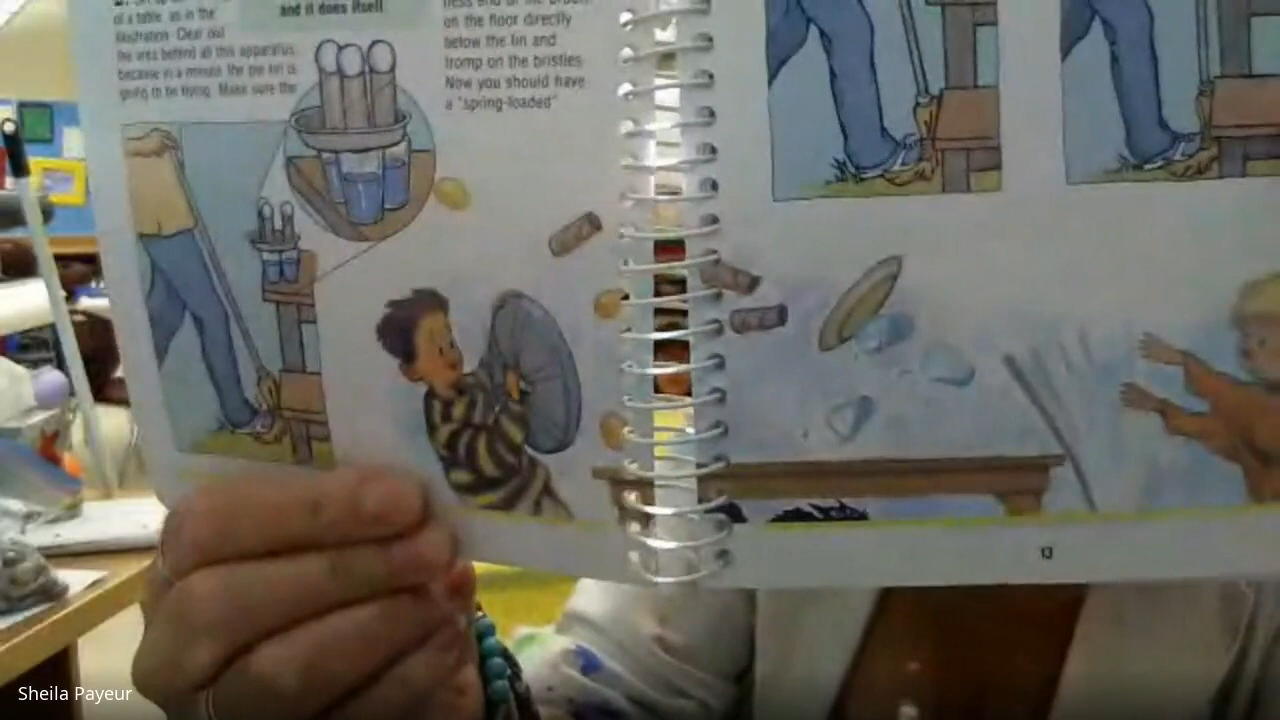 of a table, as in the
illustration. Clear out
the area behind all this apparatus
because in a minute the pie tin is
going to be flying. Make sure the
and it does itself
on the floor directly
below the tin and
tromp on the bristles.
Now you should have
a "spring-loaded"
13
Sheila Payeur